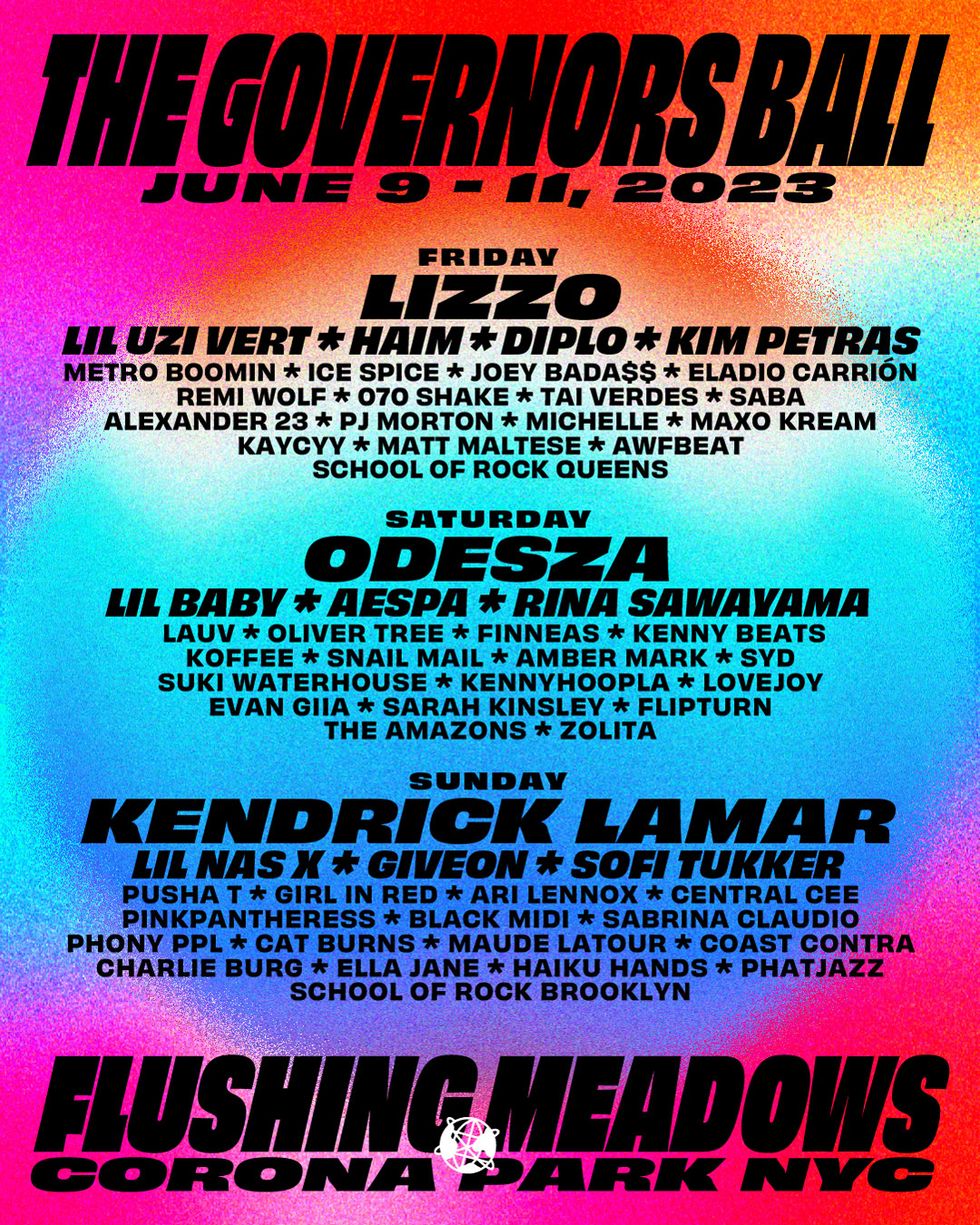 THE GOVERNORS BALL
JUNE 9 - 11, 2023
FRIDAY
LIZZO
LIL UZI VERT * HAIM * DIPLO * KIM PETRAS
METRO BOOMIN * ICE SPICE * JOEY BADA$$ * ELADIO CARRIÓN
REMI WOLF * 070 SHAKE * TAI VERDES * SABA
ALEXANDER 23 * PJ MORTON * MICHELLE * MAXO KREAM
KAYCYY * MATT MALTESE * AWFBEAT
SCHOOL OF ROCK QUEENS
SATURDAY
ODESZA
LIL BABY * AESPA * RINA SAWAYAMA
LAUV * OLIVER TREE * FINNEAS * KENNY BEATS
KOFFEE * SNAIL MAIL * AMBER MARK * SYD
SUKI WATERHOUSE * KENNYHOOPLA * LOVEJOY
EVAN GIIA * SARAH KINSLEY * FLIPTURN
THE AMAZONS * ZOLITA
SUNDAY
KENDRICK LAMAR
LIL NAS X * GIVEON * SOFI TUKKER
PUSHA T * GIRL IN RED * ARI LENNOX * CENTRAL CEE
PINKPANTHERESS * BLACK MIDI * SABRINA CLAUDIO
PHONY PPL * CAT BURNS * MAUDE LATOUR * COAST CONTRA
CHARLIE BURG * ELLA JANE * HAIKU HANDS * PHATJAZZ
SCHOOL OF ROCK BROOKLYN
FLUSHING MEADOWS
CORONA PARK NYC